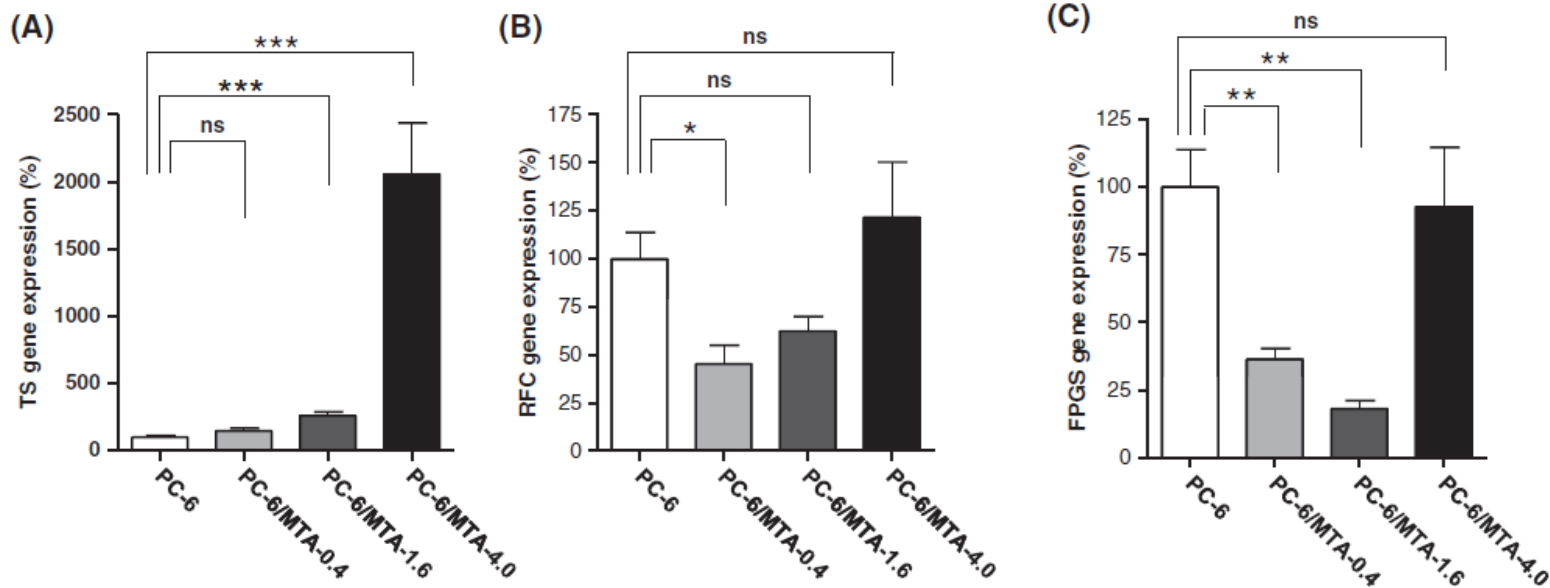 (A)
***
***
ns
TS gene expression (%)
2500
2000
1500
1000
500
0
PC-6
PC-6/MTA-0.4
PC-6/MTA-1.6
PC-6/MTA-4.0
(B)
ns
ns
*
RFC gene expression (%)
175
150
125
100
75
50
25
0
PC-6
PC-6/MTA-0.4
PC-6/MTA-1.6
PC-6/MTA-4.0
(C)
ns
**
**
FPGS gene expression (%)
125
100
75
50
25
0
PC-6
PC-6/MTA-0.4
PC-6/MTA-1.6
PC-6/MTA-4.0